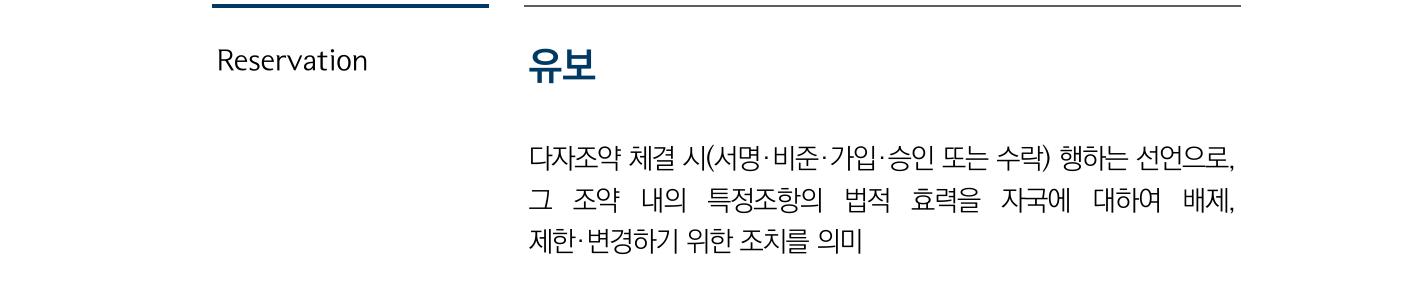 Reservation
유보
다자조약 체결 시(서명·비준·가입·승인 또는 수락) 행하는 선언으로,
그 조약 내의 특정조항의 법적 효력을 자국에 대하여 배제,
제한·변경하기 위한 조치를 의미